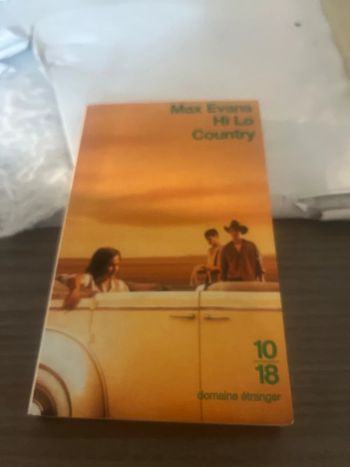 Max Evans
Hi Lo
Country
10
18
domaine étranger